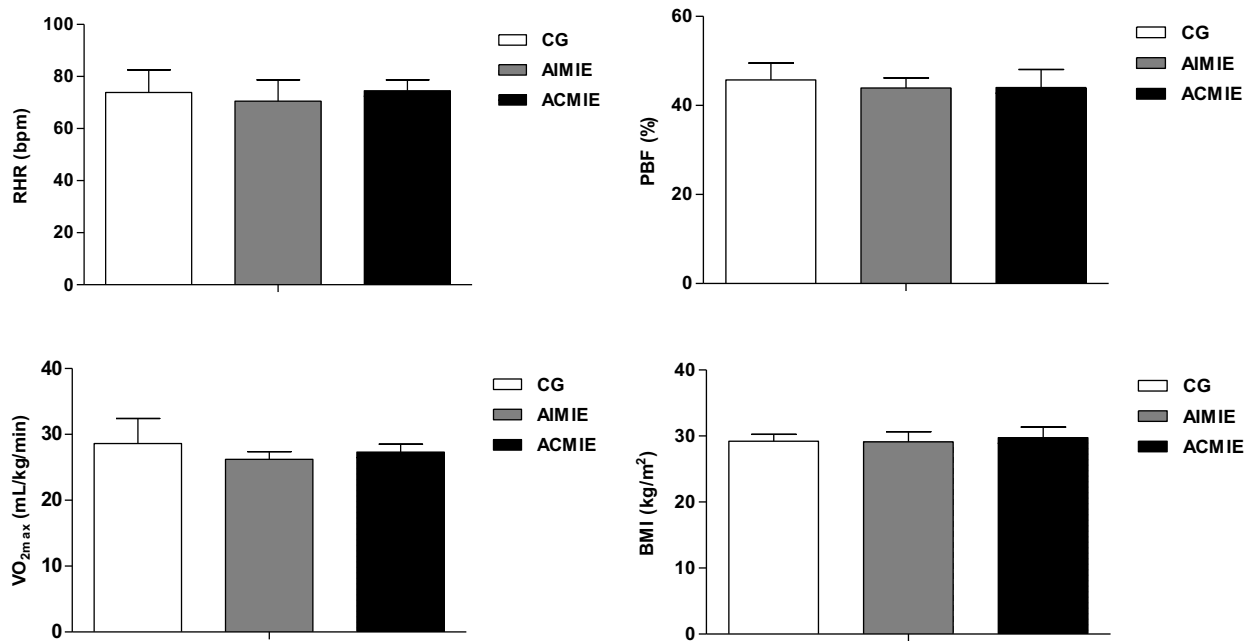 RHR (bpm)
100
80
60
40
20
0
CG
AIMIE
ACMIE
PBF (%)
60
40
20
0
CG
AIMIE
ACMIE
VO₂max (mL/kg/min)
40
30
20
10
0
CG
AIMIE
ACMIE
BMI (kg/m²)
40
30
20
10
0
CG
AIMIE
ACMIE